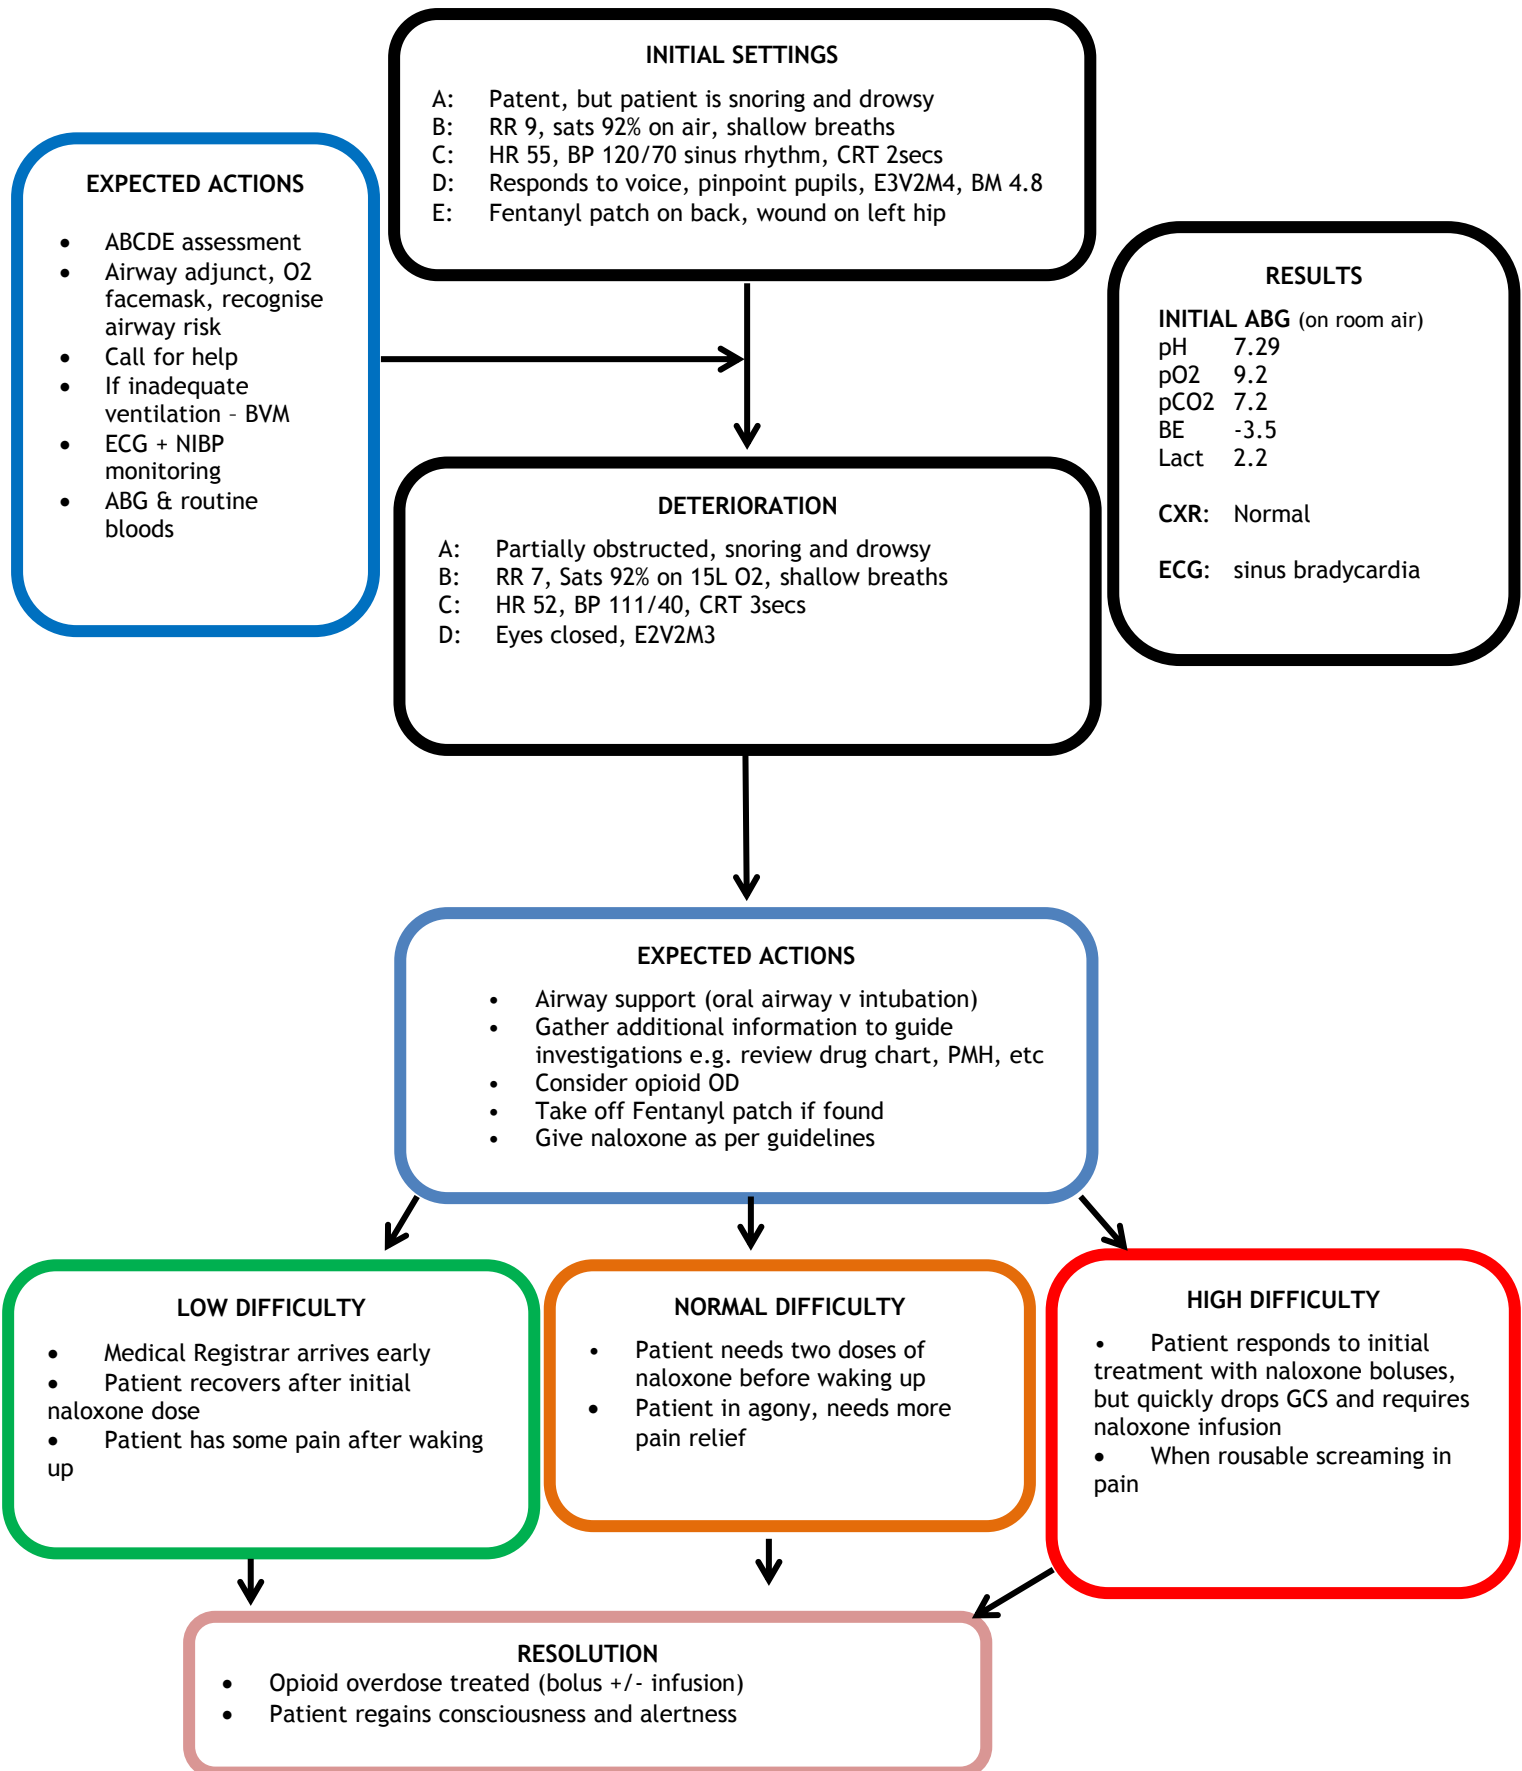 INITIAL SETTINGS
A: Patent, but patient is snoring and drowsy
B: RR 9, sats 92% on air, shallow breaths
C: HR 55, BP 120/70 sinus rhythm, CRT 2secs
D: Responds to voice, pinpoint pupils, E3V2M4, BM 4.8
E: Fentanyl patch on back, wound on left hip
EXPECTED ACTIONS
• ABCDE assessment
• Airway adjunct, O2
facemask, recognise
airway risk
• Call for help
• If inadequate
ventilation – BVM
• ECG + NIBP
monitoring
• ABG & routine
bloods
RESULTS
INITIAL ABG (on room air)
pH 7.29
pO2 9.2
pCO2 7.2
BE -3.5
Lact 2.2
CXR: Normal
ECG: sinus bradycardia
DETERIORATION
A: Partially obstructed, snoring and drowsy
B: RR 7, Sats 92% on 15L O2, shallow breaths
C: HR 52, BP 111/40, CRT 3secs
D: Eyes closed, E2V2M3
EXPECTED ACTIONS
• Airway support (oral airway v intubation)
• Gather additional information to guide
investigations e.g. review drug chart, PMH, etc
• Consider opioid OD
• Take off Fentanyl patch if found
• Give naloxone as per guidelines
LOW DIFFICULTY
• Medical Registrar arrives early
• Patient recovers after initial
naloxone dose
• Patient has some pain after waking
up
NORMAL DIFFICULTY
• Patient needs two doses of
naloxone before waking up
• Patient in agony, needs more
pain relief
HIGH DIFFICULTY
• Patient responds to initial
treatment with naloxone boluses,
but quickly drops GCS and requires
naloxone infusion
• When rousable screaming in
pain
RESOLUTION
• Opioid overdose treated (bolus +/- infusion)
• Patient regains consciousness and alertness